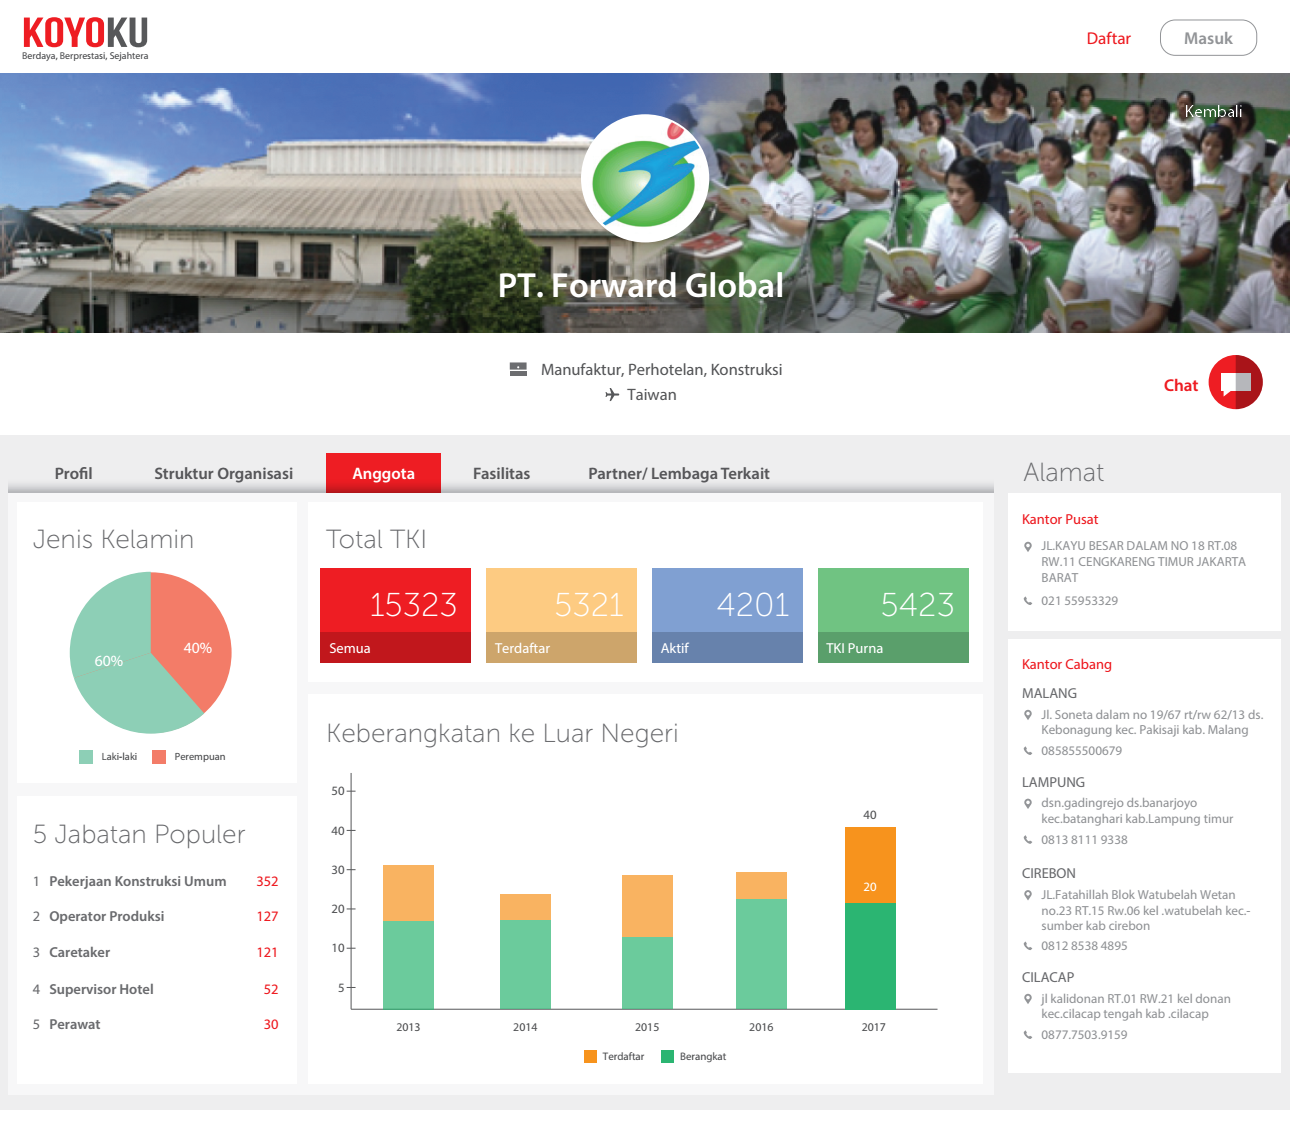 KOYOKU
Berdaya, Berprestasi, Sejahtera
Daftar
Masuk
Kembali
PT. Forward Global
Manufaktur, Perhotelan, Konstruksi
Taiwan
Chat
Profil
Struktur Organisasi
Anggota
Fasilitas
Partner/ Lembaga Terkait
Jenis Kelamin
60%
40%
Laki-laki
Perempuan
5 Jabatan Populer
1 Pekerjaan Konstruksi Umum 352
2 Operator Produksi 127
3 Caretaker 121
4 Supervisor Hotel 52
5 Perawat 30
Total TKI
15323
Semua
5321
Terdaftar
4201
Aktif
5423
TKI Purna
Keberangkatan ke Luar Negeri
50
40
30
20
10
5
40
20
2013
2014
2015
2016
2017
Terdaftar
Berangkat
Alamat
Kantor Pusat
JL.KAYU BESAR DALAM NO 18 RT.08
RW.11 CENGKARENG TIMUR JAKARTA
BARAT
021 55953329
Kantor Cabang
MALANG
Jl. Soneta dalam no 19/67 rt/rw 62/13 ds.
Kebonagung kec. Pakisaji kab. Malang
085855500679
LAMPUNG
dsn.gadingrejo ds.banarjoyo
kec.batanghari kab.Lampung timur
0813 8111 9338
CIREBON
JL.Fatahillah Blok Watubelah Wetan
no.23 RT.15 Rw.06 kel .watubelah kec.-
sumber kab cirebon
0812 8538 4895
CILACAP
jl kalidonan RT.01 RW.21 kel donan
kec.cilacap tengah kab .cilacap
0877.7503.9159